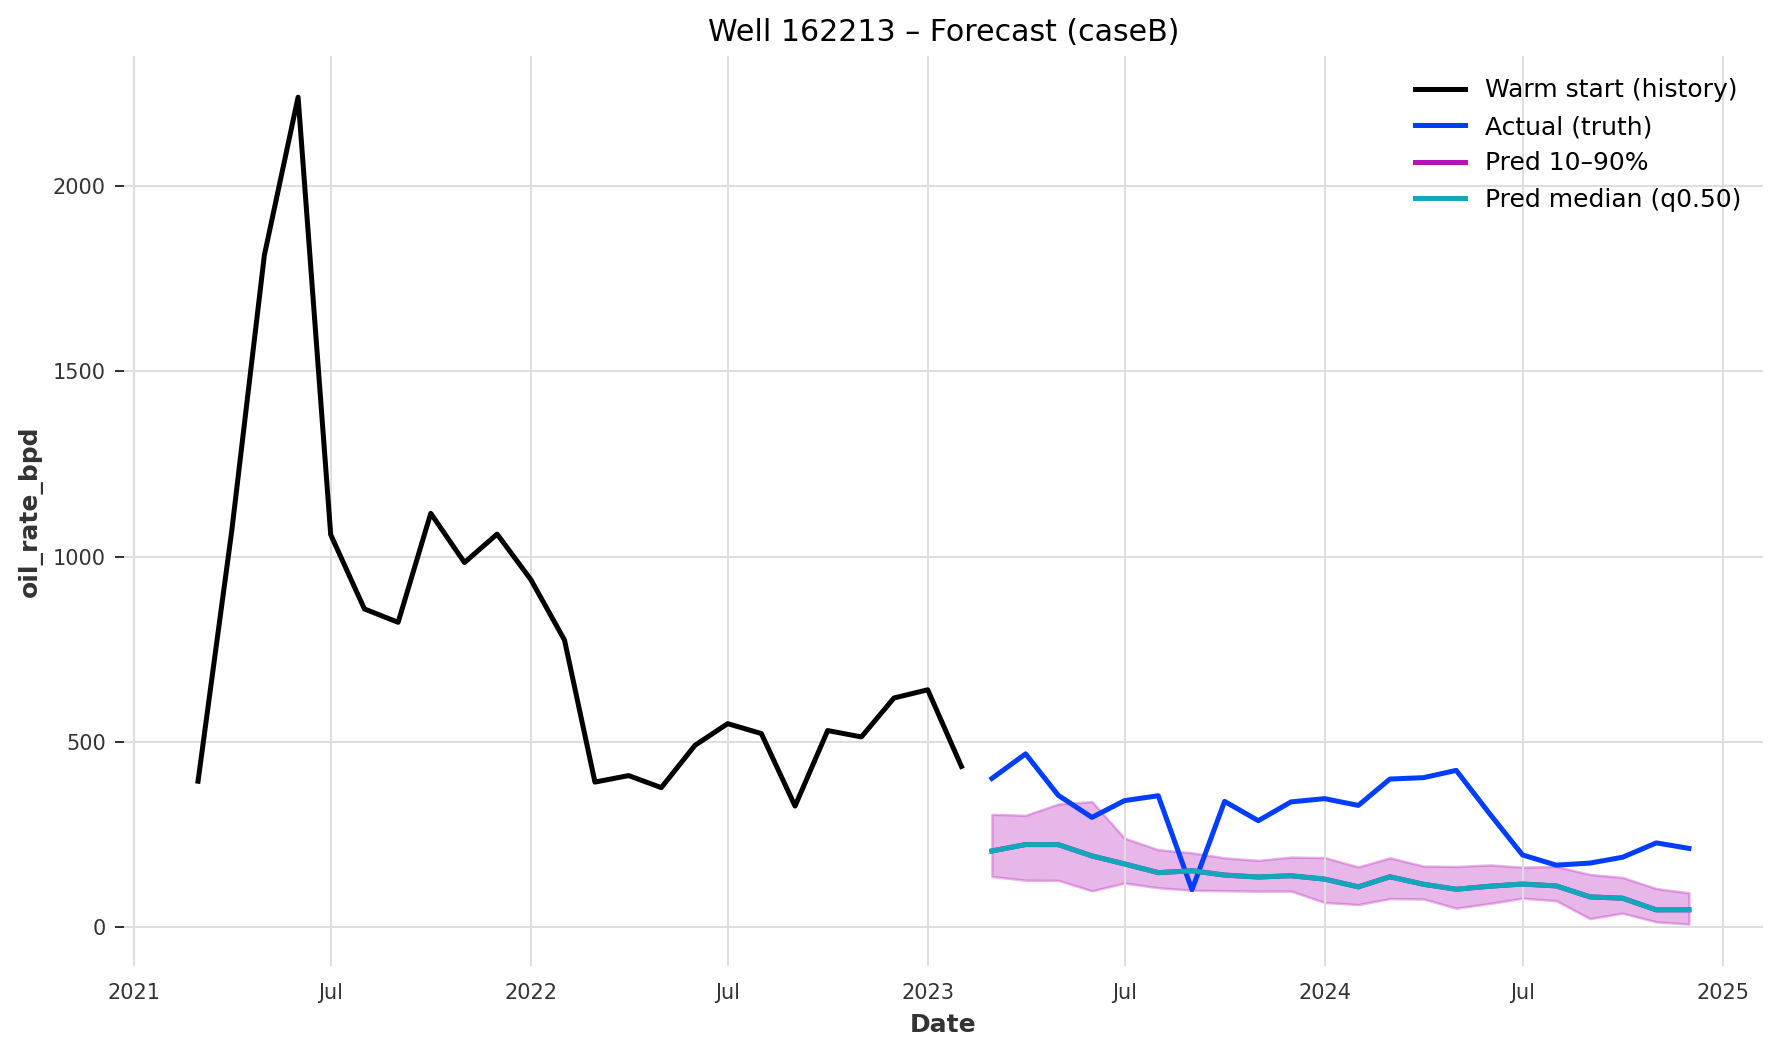 Well 162213 – Forecast (caseB)
Warm start (history)
Actual (truth)
Pred 10–90%
Pred median (q0.50)
oil_rate_bpd
2000
1500
1000
500
0
2021
Jul
2022
Jul
2023
Jul
2024
Jul
2025
Date